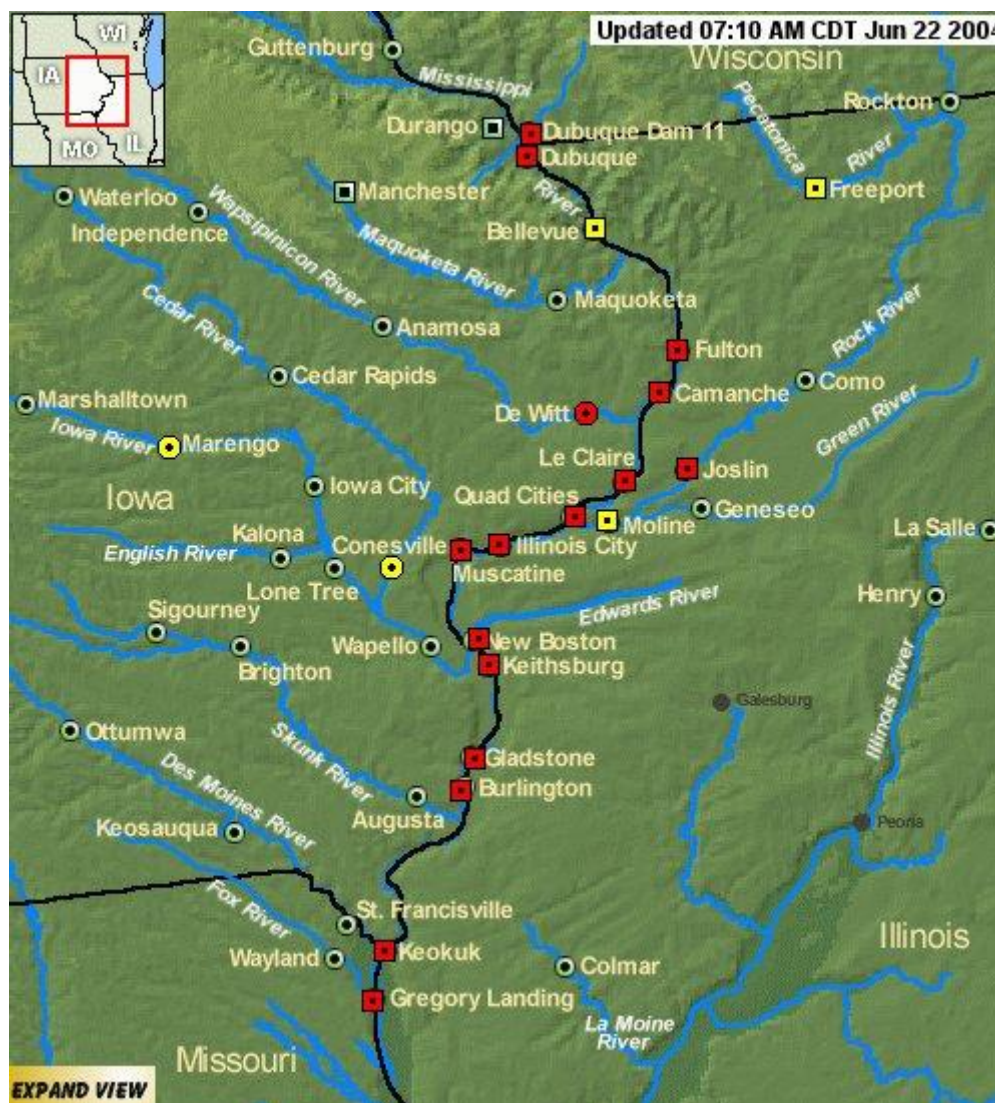 Updated 07:10 AM CDT Jun 22 2004
WI
IA
MO
IL
Guttenburg
Wisconsin
Mississippi
River
Pecatonica
River
Rockton
Durango
Dubuque Dam 11
Dubuque
Freeport
Manchester
Waterloo
Independence
Wapsipinicon River
Bellevue
Maquoketa River
Maquoketa
Cedar River
Anamosa
Rock River
Fulton
Cedar Rapids
Camanche
Como
Marshalltown
De Witt
Green River
Iowa River
Marengo
Le Claire
Joslin
Iowa
Iowa City
Quad Cities
Geneseo
Moline
La Salle
Kalona
English River
Conesville
Illinois City
Muscatine
Lone Tree
Edwards River
Henry
Sigourney
Wapello
New Boston
Brighton
Keithsburg
Illinois River
Galesburg
Ottumwa
Skunk River
Gladstone
Des Moines River
Burlington
Augusta
Keosauqua
Peoria
Fox River
St. Francisville
Illinois
Wayland
Keokuk
Colmar
Gregory Landing
La Moine
River
Missouri
EXPAND VIEW